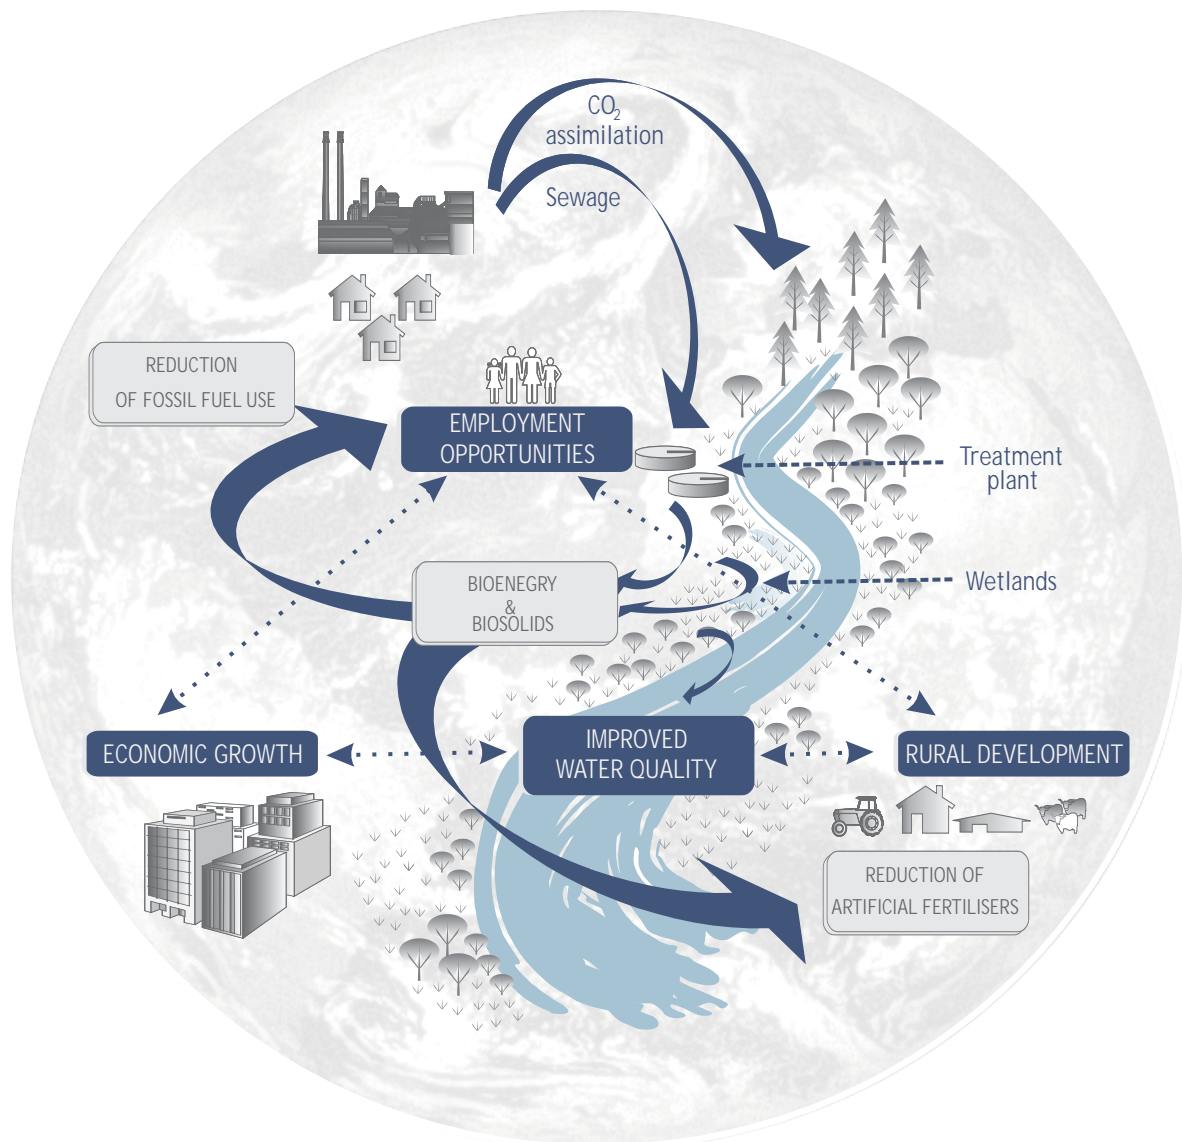 CO2
assimilation
Sewage
REDUCTION
OF FOSSIL FUEL USE
EMPLOYMENT
OPPORTUNITIES
Treatment
plant
BIOENEGRY
&
BIOSOLIDS
Wetlands
ECONOMIC GROWTH
IMPROVED
WATER QUALITY
RURAL DEVELOPMENT
REDUCTION OF
ARTIFICIAL FERTILISERS